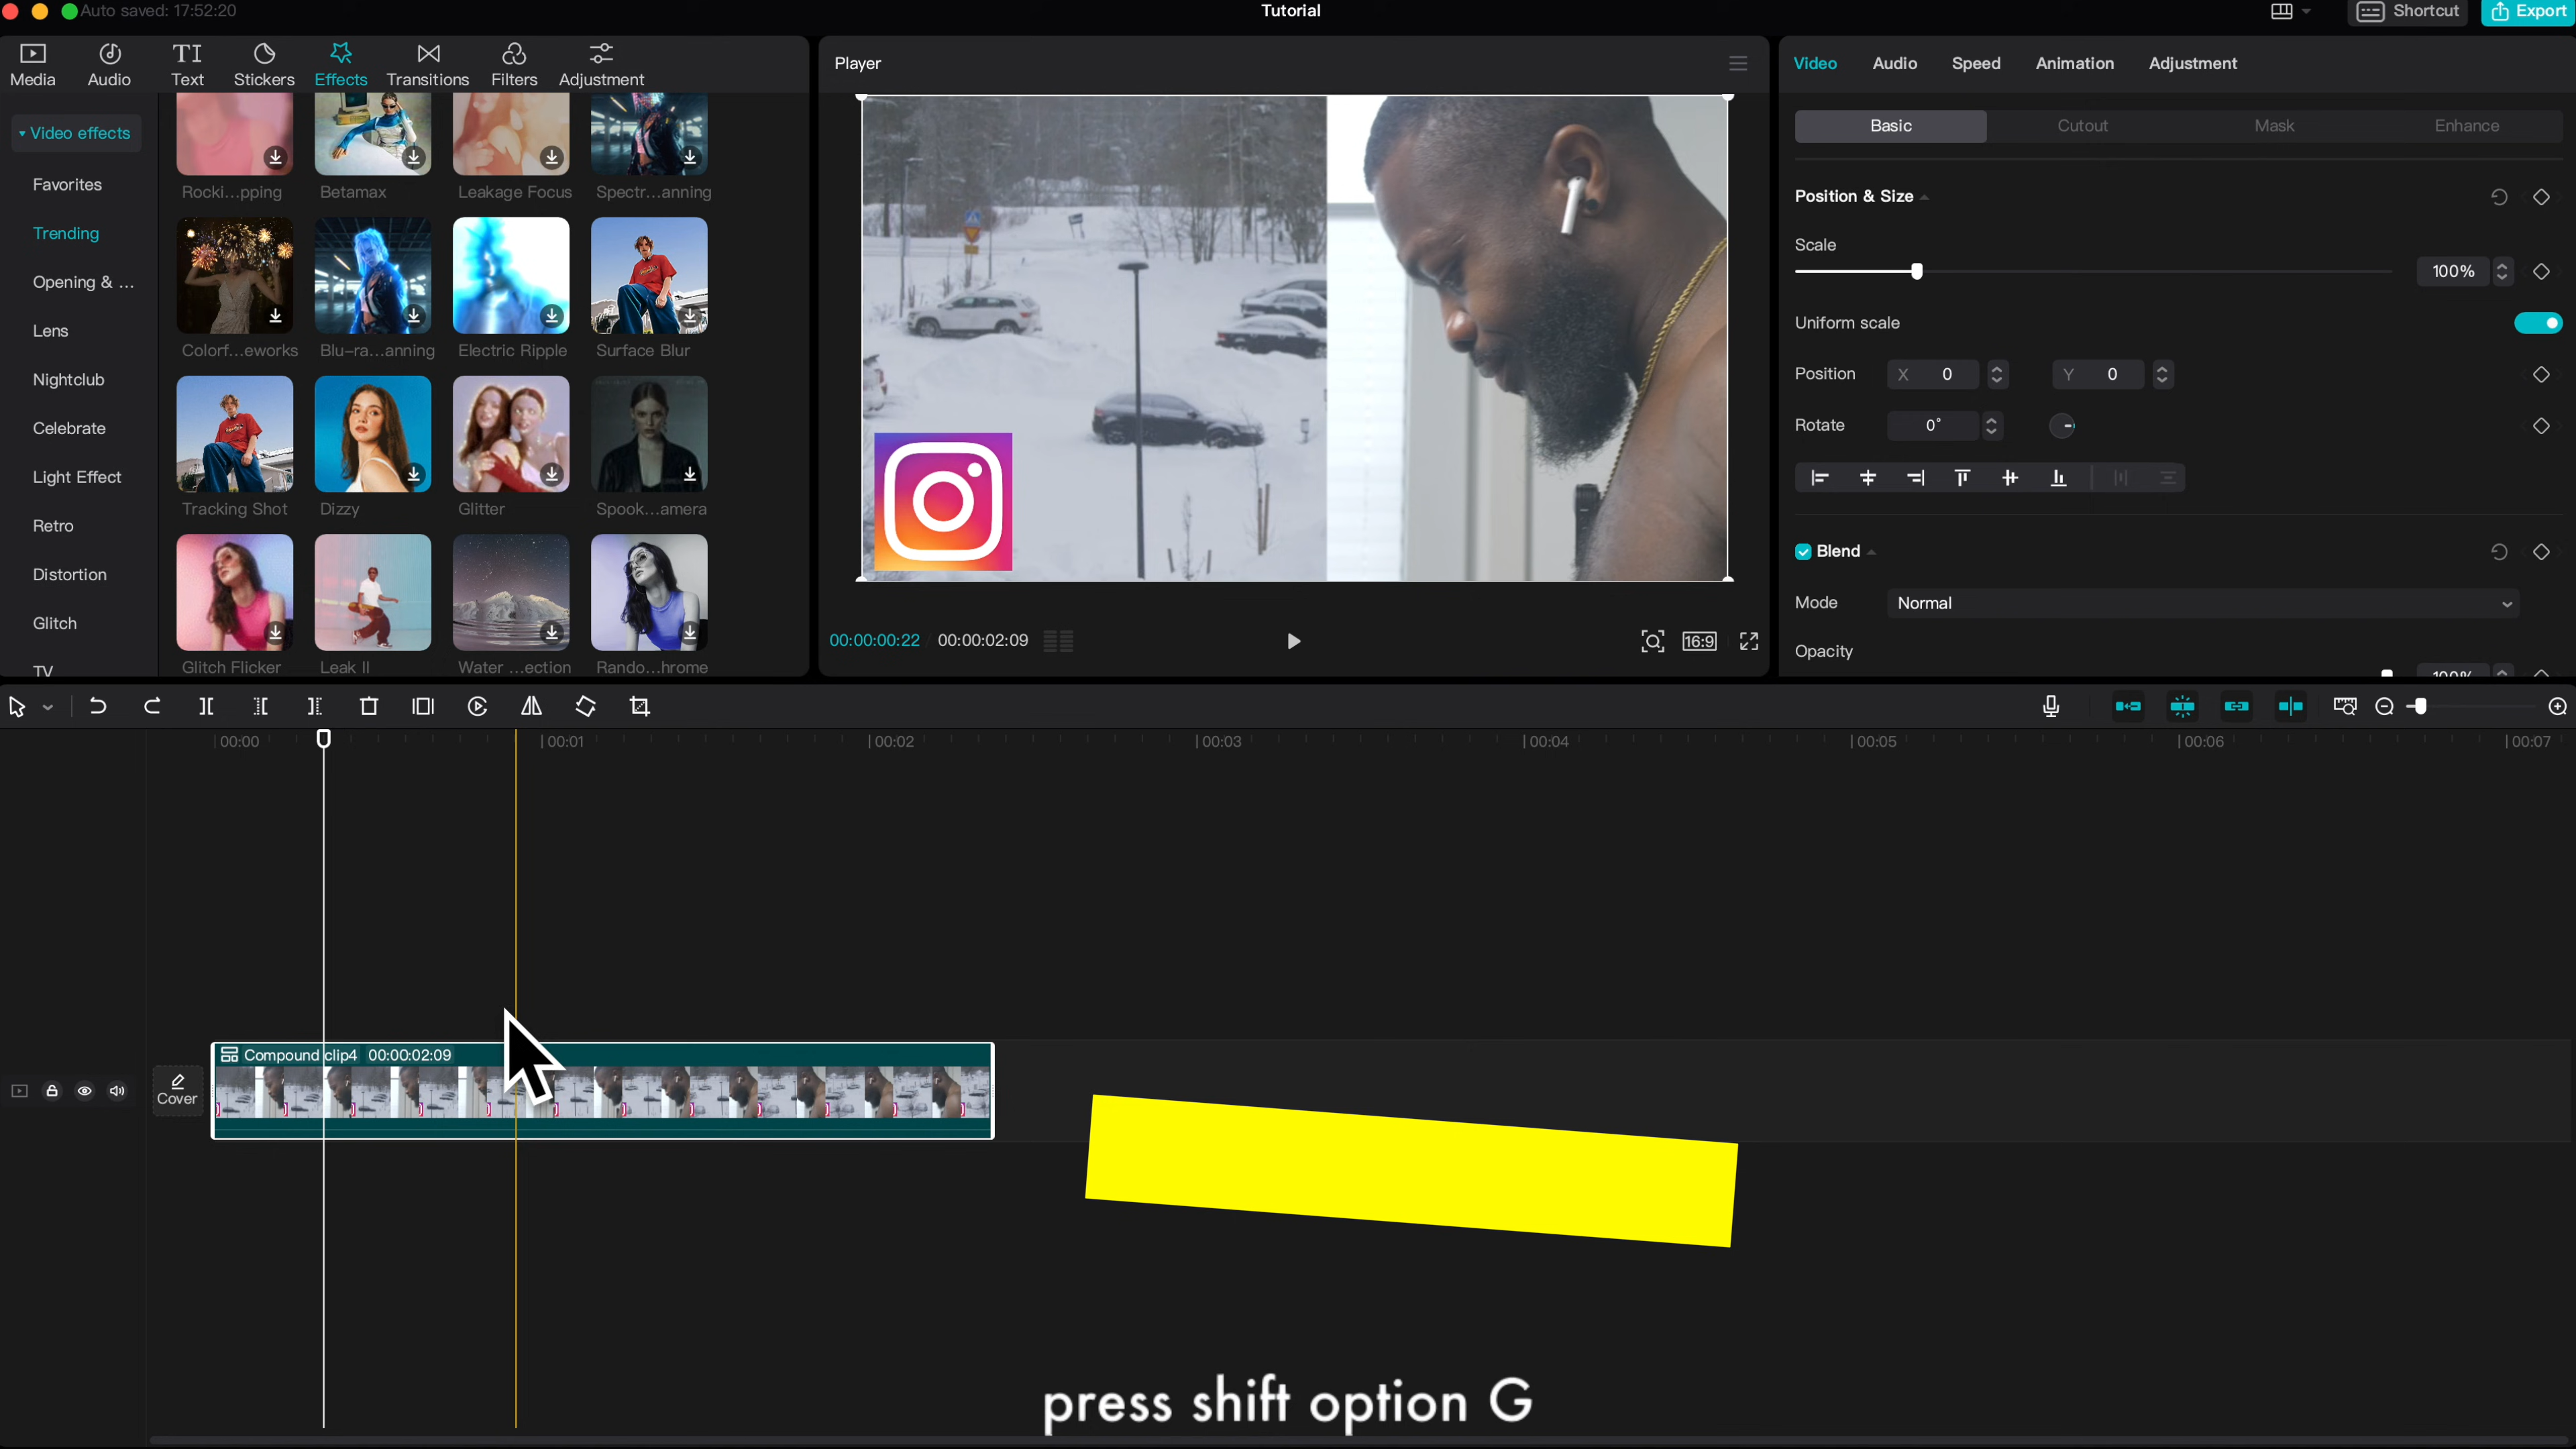 Auto saved: 17:52:20
Tutorial
Shortcut
Export
Media
Audio
TI
Text
Stickers
Effects
Transitions
Filters
Adjustment
Video effects
Favorites
Trending
Opening & ...
Lens
Nightclub
Celebrate
Light Effect
Retro
Distortion
Glitch
TV
Rocki...pping
Betamax
Leakage Focus
Spectr...anning
Colorf...eworks
Blu-ra...anning
Electric Ripple
Surface Blur
Tracking Shot
Dizzy
Glitter
Spook...amera
Glitch Flicker
Leak II
Water ...ection
Rando...hrome
Player
00:00:00:22
00:00:02:09
16:9
Video
Audio
Speed
Animation
Adjustment
Basic
Cutout
Mask
Enhance
Position & Size
Scale
100%
Uniform scale
Position
X 0
Y 0
Rotate
0°
Blend
Mode
Normal
Opacity
100%
00:00
00:01
00:02
00:03
00:04
00:05
00:06
00:07
Cover
Compound clip4 00:00:02:09
press shift option G